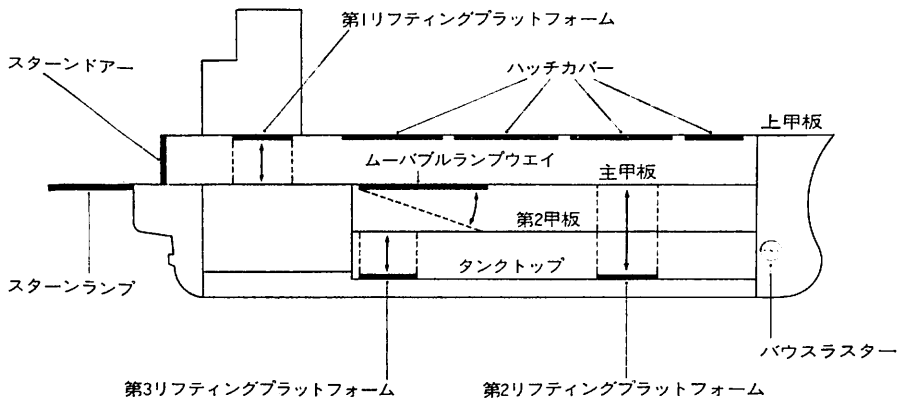 第1リフティングプラットフォーム
スターンドアー
ハッチカバー
上甲板
ムーバブルランプウエイ
主甲板
第2甲板
タンクトップ
スターンランプ
バウスラスター
第3リフティングプラットフォーム
第2リフティングプラットフォーム